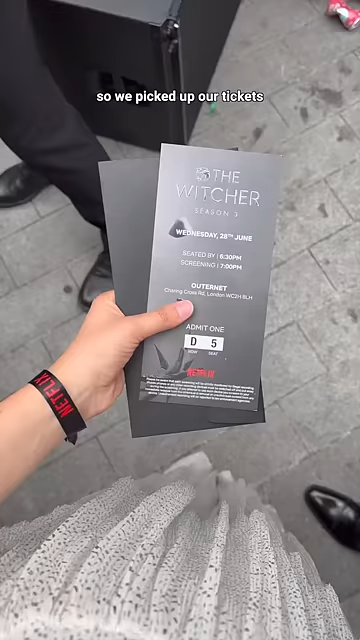 so we picked up our tickets
THE
WITCHER
SEASON 3
WEDNESDAY, 28TH JUNE
SEATED BY | 6:30PM
SCREENING | 7:00PM
OUTERNET
Charing Cross Rd, London WC2H 8LH
ADMIT ONE
D 5
ROW SEAT
NETFLIX
NETFLIX